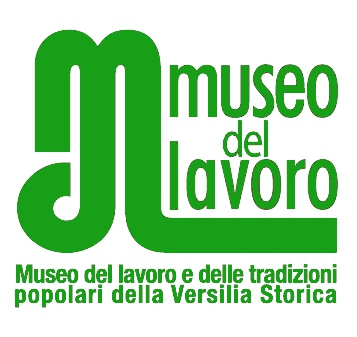 museo
del
lavoro
Museo del lavoro e delle tradizioni
popolari della Versilia Storica